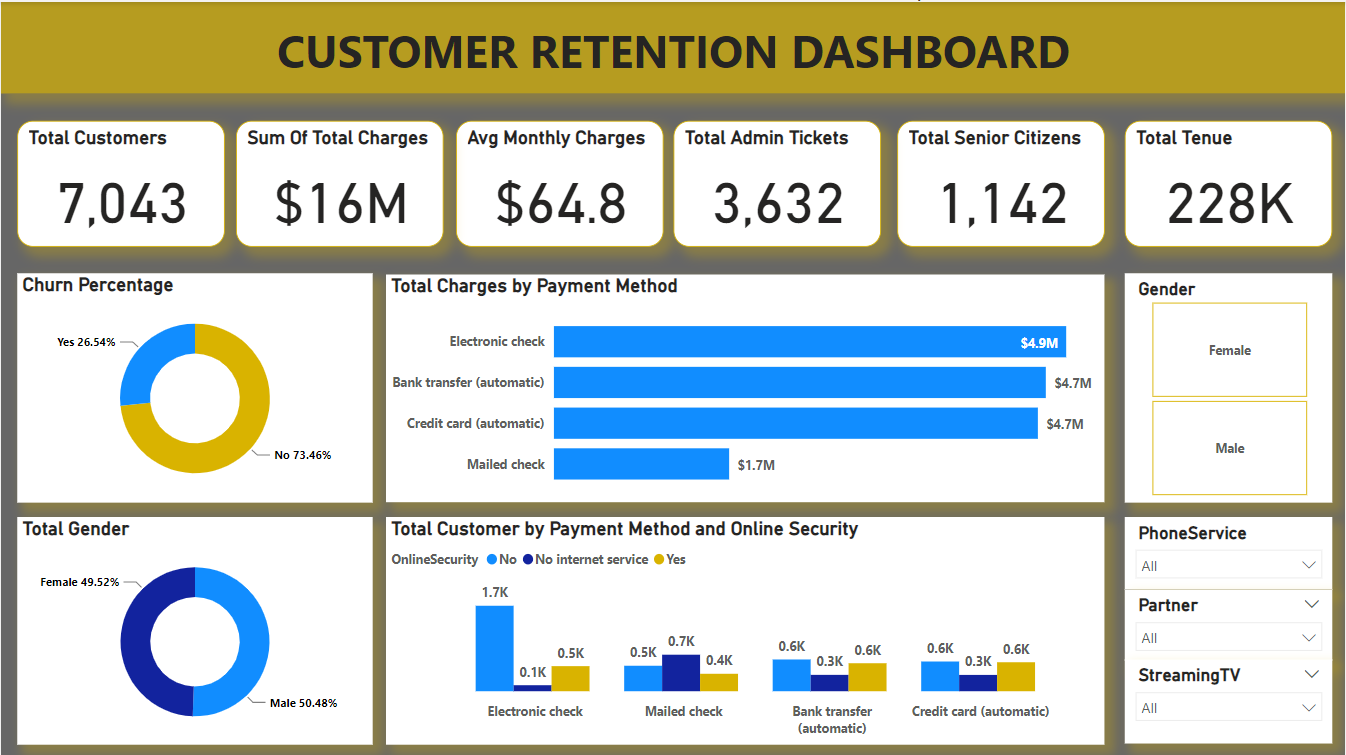 CUSTOMER RETENTION DASHBOARD
Total Customers
7,043
Sum Of Total Charges
$16M
Avg Monthly Charges
$64.8
Total Admin Tickets
3,632
Total Senior Citizens
1,142
Total Tenue
228K
Churn Percentage
Yes 26.54%
No 73.46%
Total Charges by Payment Method
Electronic check
$4.9M
Bank transfer (automatic)
$4.7M
Credit card (automatic)
$4.7M
Mailed check
$1.7M
Gender
Female
Male
Total Gender
Female 49.52%
Male 50.48%
Total Customer by Payment Method and Online Security
OnlineSecurity No No internet service Yes
1.7K
0.1K
0.5K
Electronic check
0.5K
0.7K
0.4K
Mailed check
0.6K
0.3K
0.6K
Bank transfer
(automatic)
0.6K
0.3K
0.6K
Credit card (automatic)
PhoneService
All
Partner
All
StreamingTV
All